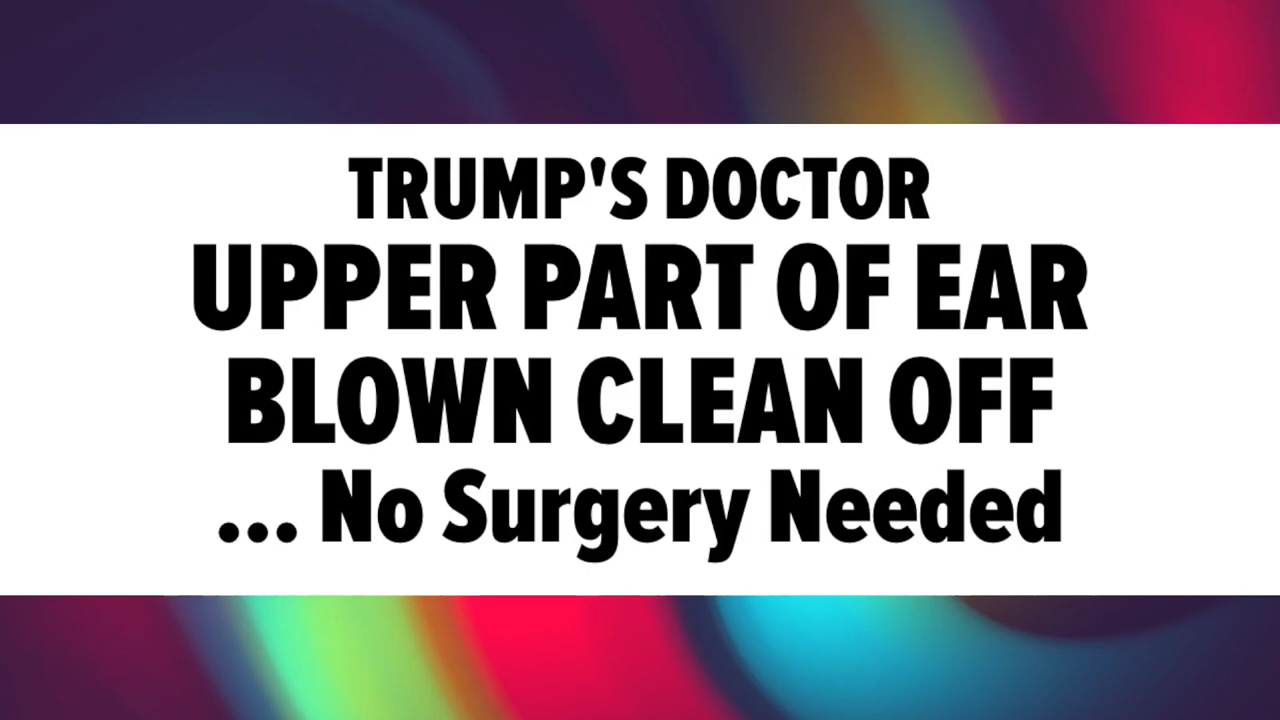 TRUMP'S DOCTOR
UPPER PART OF EAR
BLOWN CLEAN OFF
... No Surgery Needed